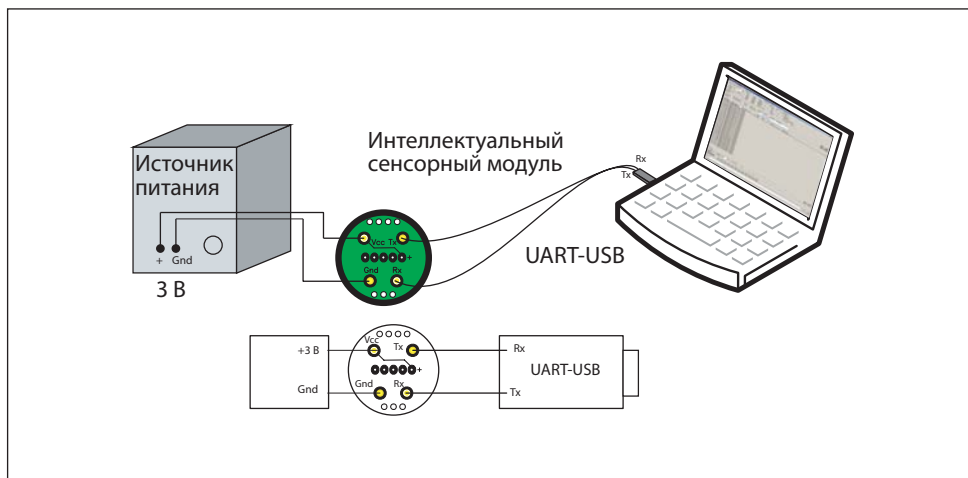 Интеллектуальный
сенсорный модуль
Источник
питания
+ Gnd
3 В
Vcc Tx
+
Gnd Rx
Rx
Tx
UART-USB
+3 В
Gnd
Vcc
Tx
+
Gnd
Rx
Rx
Tx
UART-USB